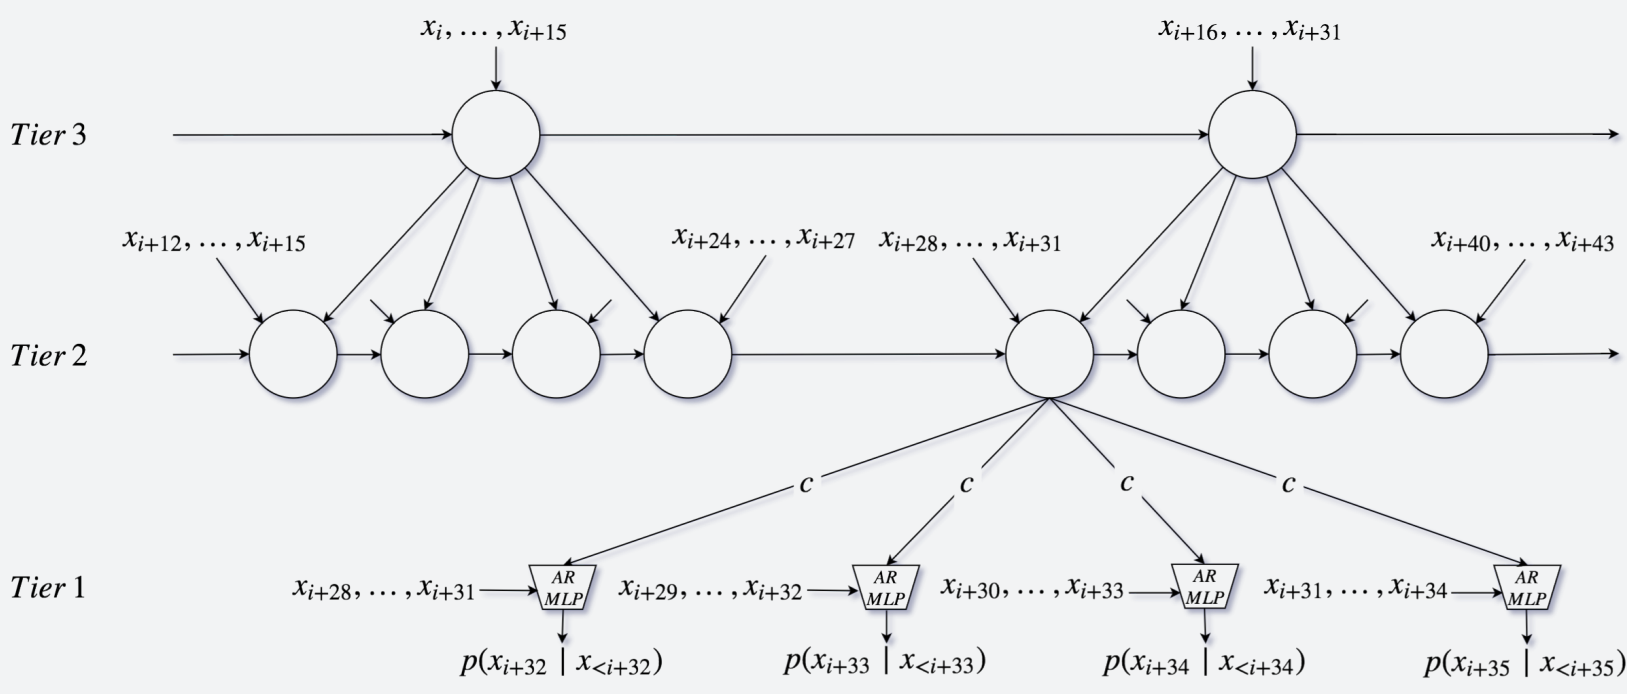 x_i, … , x_{i+15}
x_{i+16}, … , x_{i+31}
Tier 3
x_{i+12}, … , x_{i+15}
x_{i+24}, … , x_{i+27}
x_{i+28}, … , x_{i+31}
x_{i+40}, … , x_{i+43}
Tier 2
c
c
c
c
Tier 1
x_{i+28}, … , x_{i+31}
AR
MLP
x_{i+29}, … , x_{i+32}
AR
MLP
x_{i+30}, … , x_{i+33}
AR
MLP
x_{i+31}, … , x_{i+34}
AR
MLP
p(x_{i+32} | x_{<i+32})
p(x_{i+33} | x_{<i+33})
p(x_{i+34} | x_{<i+34})
p(x_{i+35} | x_{<i+35})